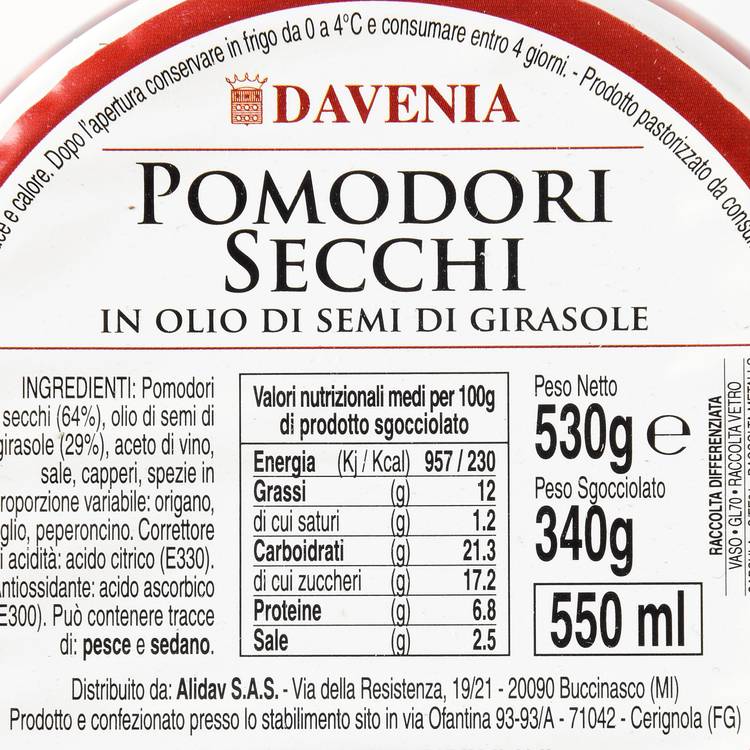 ce e calore. Dopo l'apertura conservare in frigo da 0 a 4°C e consumare entro 4 giorni. - Prodotto pastorizzato da consu
DAVENIA
POMODORI
SECCHI
IN OLIO DI SEMI DI GIRASOLE
INGREDIENTI: Pomodori
secchi (64%), olio di semi di
girasole (29%), aceto di vino,
sale, capperi, spezie in
roporzione variabile: origano,
glio, peperoncino. Correttore
i acidità: acido citrico (E330).
ntiossidante: acido ascorbico
E300). Può contenere tracce
di: pesce e sedano.
Valori nutrizionali medi per 100g
di prodotto sgocciolato
Energia (Kj / Kcal) 957 / 230
Grassi (g) 12
di cui saturi (g) 1.2
Carboidrati (g) 21.3
di cui zuccheri (g) 17.2
Proteine (g) 6.8
Sale (g) 2.5
Peso Netto
530g e
Peso Sgocciolato
340g
550 ml
RACCOLTA DIFFERENZIATA
VASO • GL70 • RACCOLTA VETRO
Distribuito da: Alidav S.A.S. - Via della Resistenza, 19/21 - 20090 Buccinasco (MI)
Prodotto e confezionato presso lo stabilimento sito in via Ofantina 93-93/A - 71042 - Cerignola (FG)